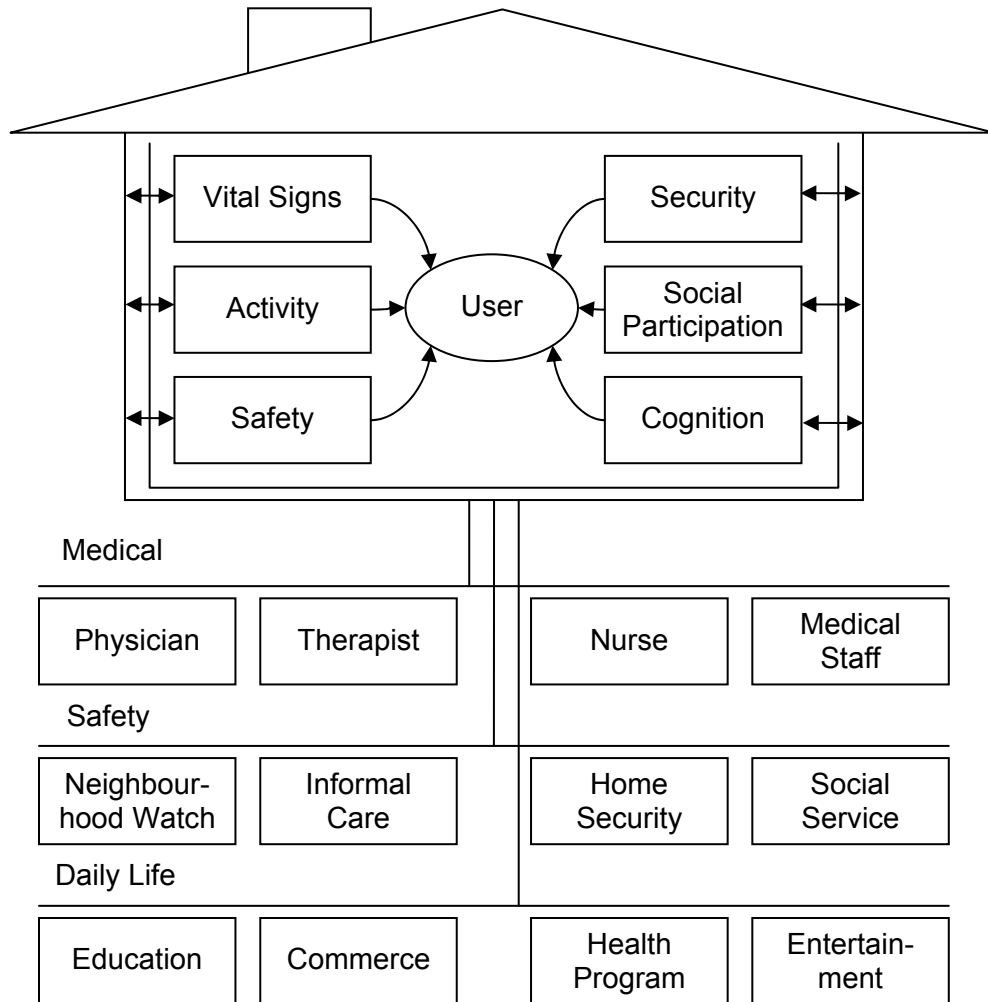 Vital Signs
Security
Activity
User
Social
Participation
Safety
Cognition
Medical
Physician
Therapist
Nurse
Medical
Staff
Safety
Neighbour-
hood Watch
Informal
Care
Home
Security
Social
Service
Daily Life
Education
Commerce
Health
Program
Entertain-
ment